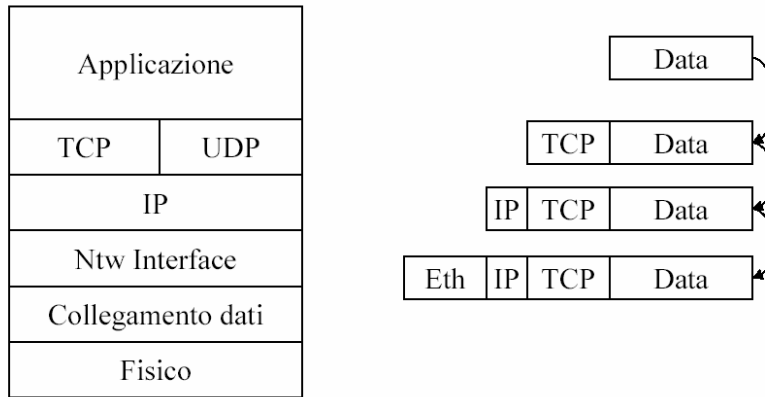 Applicazione
TCP UDP
IP
Ntw Interface
Collegamento dati
Fisico
Data
TCP Data
IP TCP Data
Eth IP TCP Data